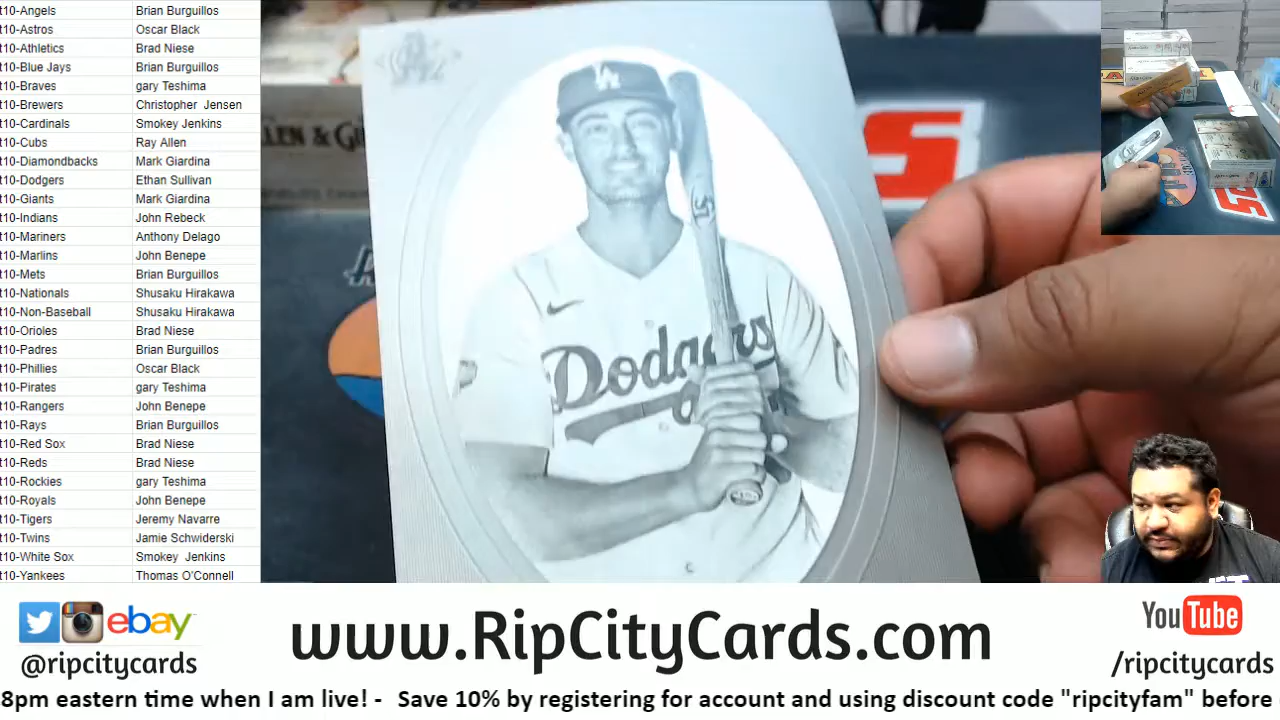 t10-Angels Brian Burguillos
t10-Astros Oscar Black
t10-Athletics Brad Niese
t10-Blue Jays Brian Burguillos
t10-Braves gary Teshima
t10-Brewers Christopher Jensen
t10-Cardinals Smokey Jenkins
t10-Cubs Ray Allen
t10-Diamondbacks Mark Giardina
t10-Dodgers Ethan Sullivan
t10-Giants Mark Giardina
t10-Indians John Rebeck
t10-Mariners Anthony Delago
t10-Marlins John Benepe
t10-Mets Brian Burguillos
t10-Nationals Shusaku Hirakawa
t10-Non-Baseball Shusaku Hirakawa
t10-Orioles Brad Niese
t10-Padres Brian Burguillos
t10-Phillies Oscar Black
t10-Pirates gary Teshima
t10-Rangers John Benepe
t10-Rays Brian Burguillos
t10-Red Sox Brad Niese
t10-Reds Brad Niese
t10-Rockies gary Teshima
t10-Royals John Benepe
t10-Tigers Jeremy Navarre
t10-Twins Jamie Schwiderski
t10-White Sox Smokey Jenkins
t10-Yankees Thomas O'Connell
LA
Dodgers
ebay
@ripcitycards
www.RipCityCards.com
YouTube
/ripcitycards
8pm eastern time when I am live! - Save 10% by registering for account and using discount code "ripcityfam" before